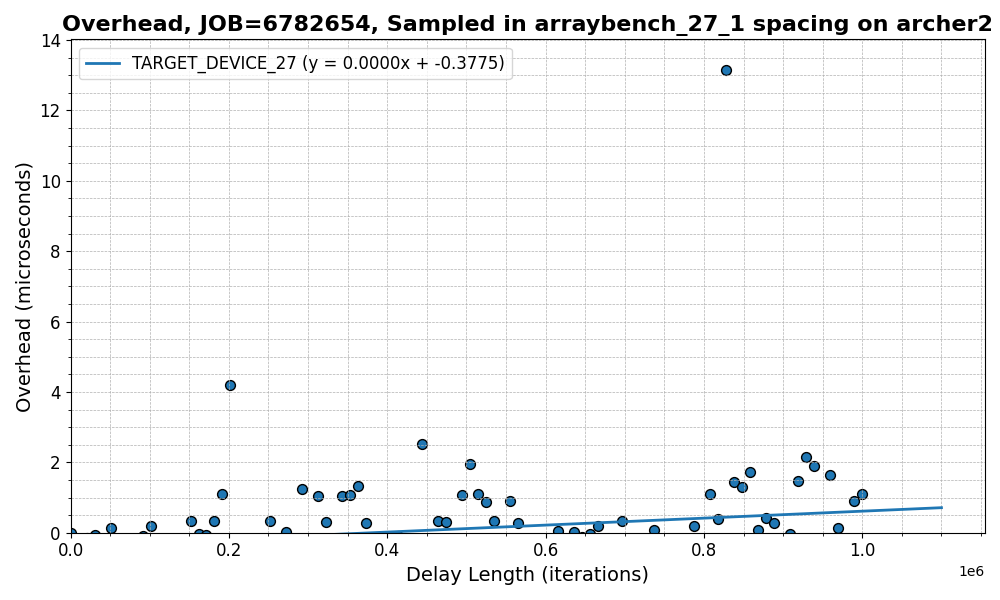 Overhead, JOB=6782654, Sampled in arraybench_27_1 spacing on archer2
TARGET_DEVICE_27 (y = 0.0000x + -0.3775)
Overhead (microseconds)
14
12
10
8
6
4
2
0
0.0 0.2 0.4 0.6 0.8 1.0
1e6
Delay Length (iterations)